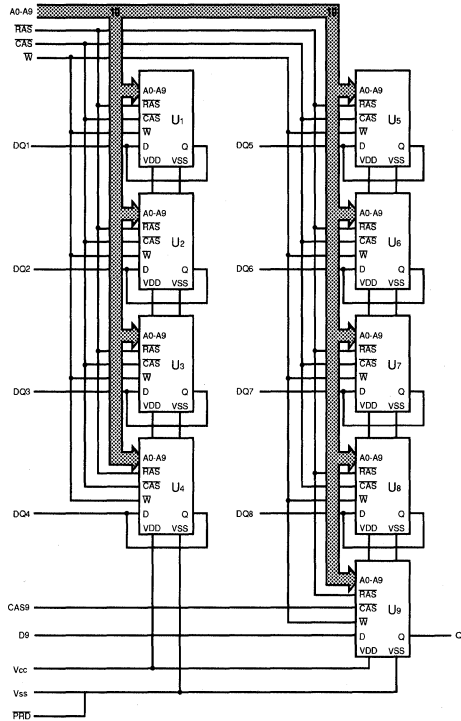 A0-A9 10 10
RAS
CAS
W
A0-A9 A0-A9
RAS RAS
CAS U1 CAS U5
W W
DQ1 D Q DQ5 D Q
VDD VSS VDD VSS
A0-A9 A0-A9
RAS RAS
CAS U2 CAS U6
W W
DQ2 D Q DQ6 D Q
VDD VSS VDD VSS
A0-A9 A0-A9
RAS RAS
CAS U3 CAS U7
W W
DQ3 D Q DQ7 D Q
VDD VSS VDD VSS
A0-A9 A0-A9
RAS RAS
CAS U4 CAS U8
W W
DQ4 D Q DQ8 D Q
VDD VSS VDD VSS
A0-A9
RAS
CAS9 CAS U9
W
D9 D Q
VDD VSS
Vcc
Vss
PRD